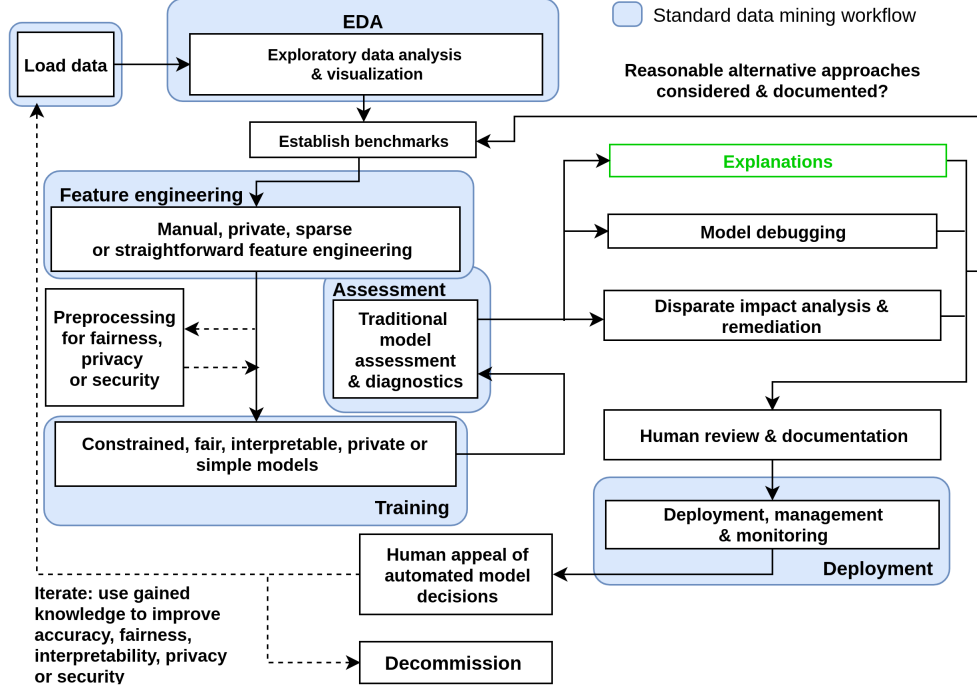 EDA
Standard data mining workflow
Load data
Exploratory data analysis
& visualization
Reasonable alternative approaches
considered & documented?
Establish benchmarks
Explanations
Feature engineering
Manual, private, sparse
or straightforward feature engineering
Model debugging
Assessment
Traditional
model
assessment
& diagnostics
Disparate impact analysis &
remediation
Preprocessing
for fairness,
privacy
or security
Constrained, fair, interpretable, private or
simple models
Training
Human review & documentation
Deployment, management
& monitoring
Deployment
Human appeal of
automated model
decisions
Iterate: use gained
knowledge to improve
accuracy, fairness,
interpretability, privacy
or security
Decommission